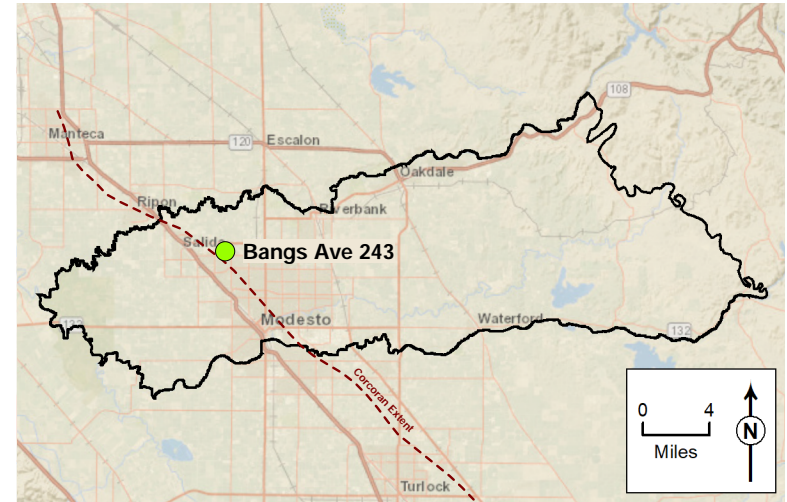 108
Manteca
120
Escalon
Oakdale
Ripon
Riverbank
Salida
Bangs Ave 243
132
Modesto
Waterford
132
Corcoran Extent
0 4
Miles
N
Turlock